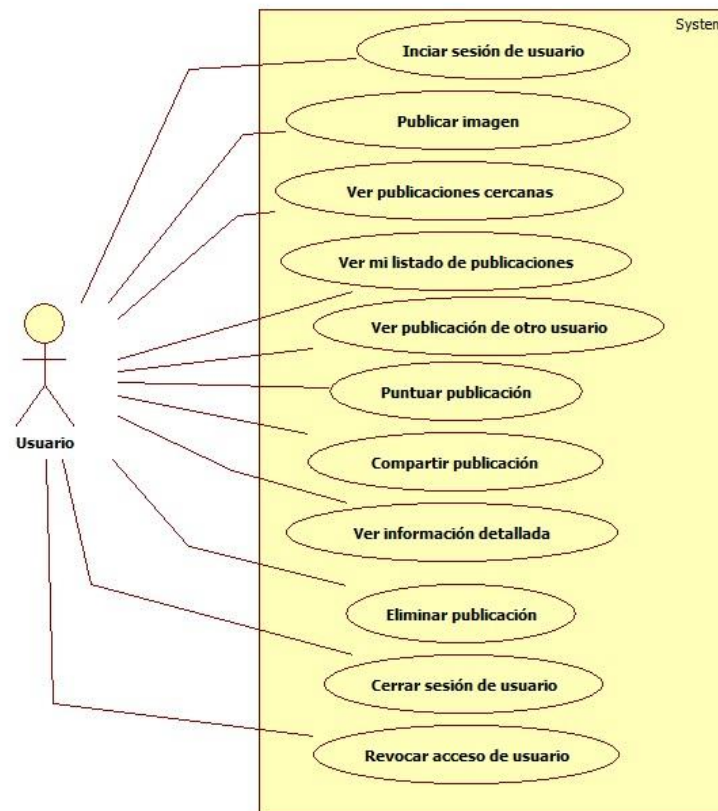 System
Inciar sesión de usuario
Publicar imagen
Ver publicaciones cercanas
Ver mi listado de publicaciones
Ver publicación de otro usuario
Puntuar publicación
Usuario
Compartir publicación
Ver información detallada
Eliminar publicación
Cerrar sesión de usuario
Revocar acceso de usuario